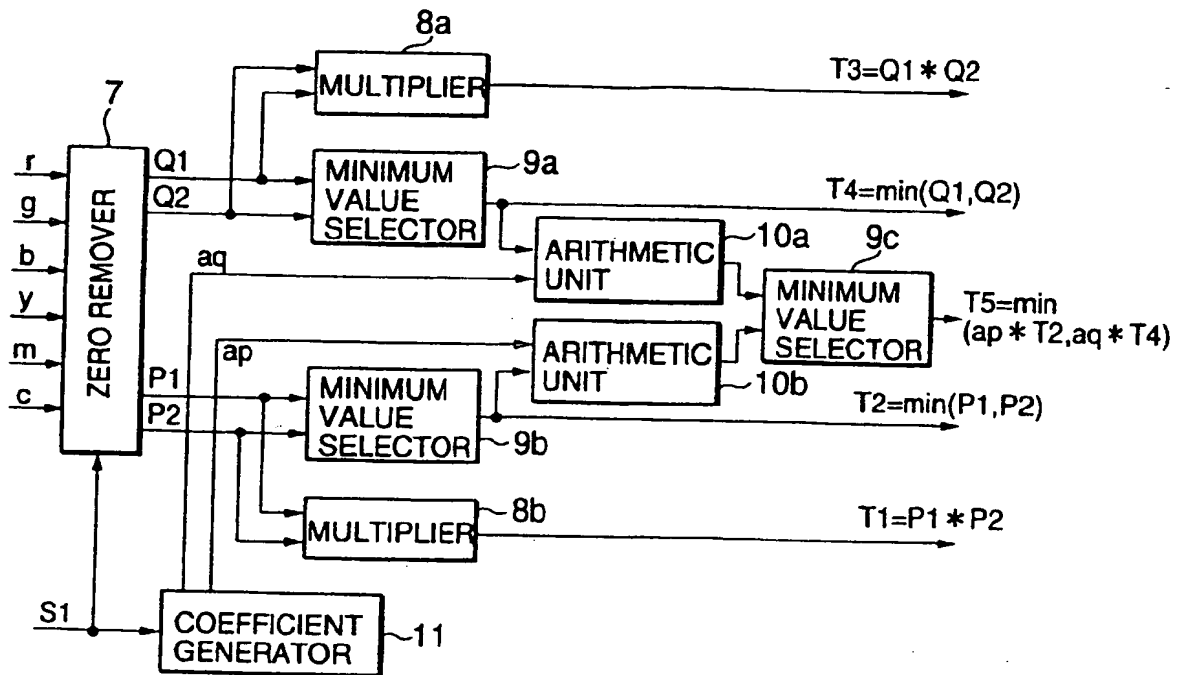 8a
MULTIPLIER
T3=Q1*Q2
7
r
g
b
y
m
c
ZERO REMOVER
Q1
Q2
P1
P2
MINIMUM
VALUE
SELECTOR
9a
T4=min(Q1,Q2)
aq
ARITHMETIC
UNIT
10a
9c
MINIMUM
VALUE
SELECTOR
T5=min
(ap*T2,aq*T4)
ap
ARITHMETIC
UNIT
10b
MINIMUM
VALUE
SELECTOR
9b
T2=min(P1,P2)
MULTIPLIER
8b
T1=P1*P2
S1
COEFFICIENT
GENERATOR
11